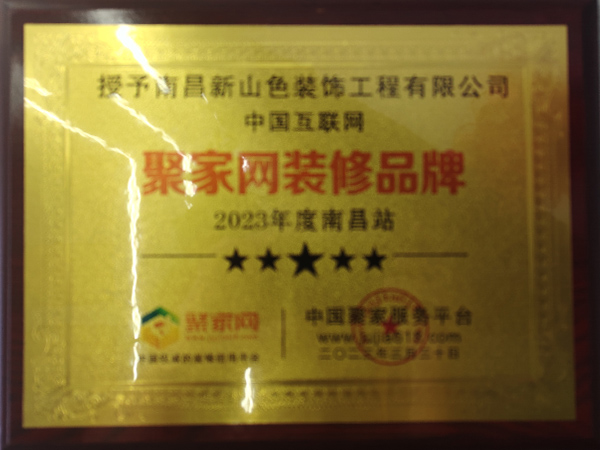 授予南昌新山色装饰工程有限公司
中国互联网
聚家网装修品牌
2023年度南昌站
聚家网
中国聚家服务平台